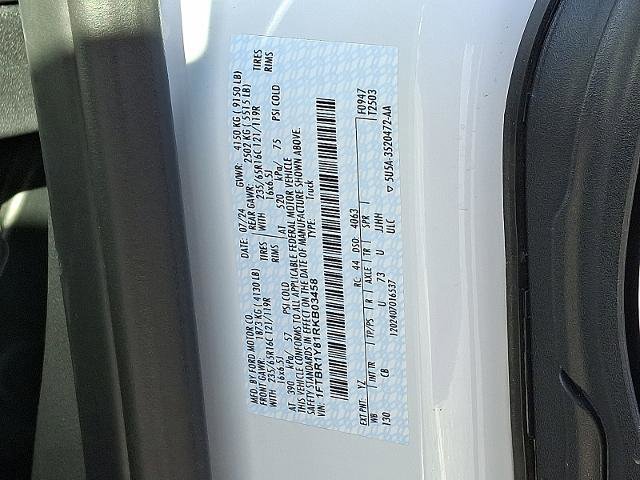 MFD. BY FORD MOTOR CO.
DATE: 07/24 GVWR: 4150 KG ( 9150 LB)
FRONT GAWR: 1873 KG (4130 LB) REAR GAWR: 2502 KG (5515 LB)
WITH 235/65R16C 121/119R TIRES WITH 235/65R16C 121/119R TIRES
16x6.5J RIMS 16x6.5J RIMS
AT 390 kPa/ 57 PSI COLD AT 520 kPa/ 75 PSI COLD
THIS VEHICLE CONFORMS TO ALL APPLICABLE FEDERAL MOTOR VEHICLE
SAFETY STANDARDS IN EFFECT ON THE DATE OF MANUFACTURE SHOWN ABOVE
VIN: 1FTBR1Y81RKB03458 TYPE: Truck
F0947
T2503
EXT PNT: YZ RC: 44 DSO: 4063
WB INT TR TP/PS R AXLE TR SPR
130 CB U 73 U JJHH
ULC
1202407016537 ▽ 5U5A-3520472-AA